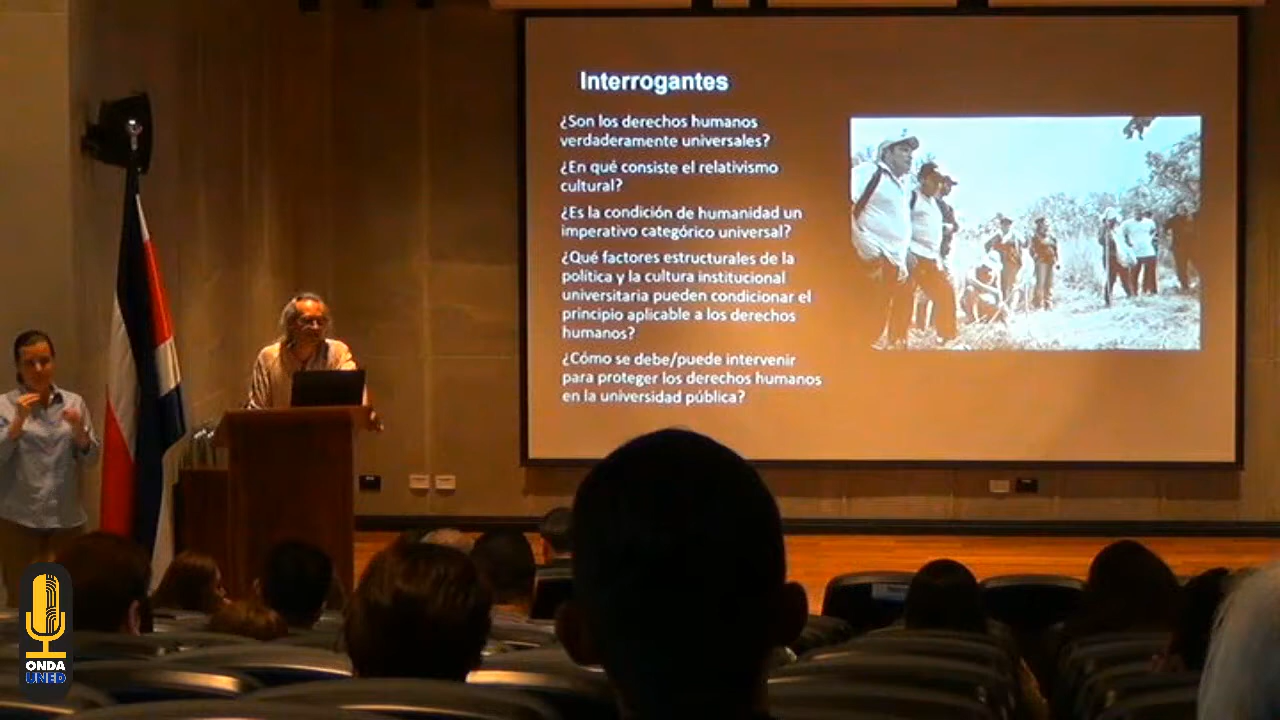 Interrogantes
¿Son los derechos humanos
verdaderamente universales?
¿En qué consiste el relativismo
cultural?
¿Es la condición de humanidad un
imperativo categórico universal?
¿Qué factores estructurales de la
política y la cultura institucional
universitaria pueden condicionar el
principio aplicable a los derechos
humanos?
¿Cómo se debe/puede intervenir
para proteger los derechos humanos
en la universidad pública?
ONDA
UNED